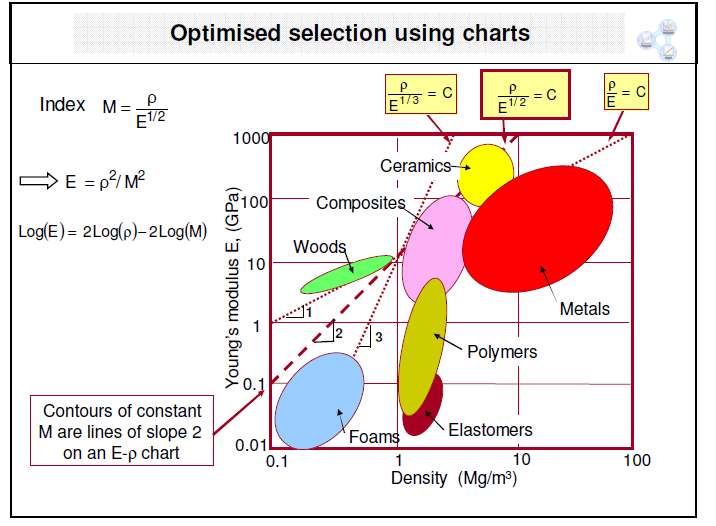 Optimised selection using charts
Index M = ρ / E^1/2
E = ρ²/ M²
Log(E) = 2Log(ρ) – 2Log(M)
ρ / E^1/3 = C
ρ / E^1/2 = C
ρ / E = C
Young's modulus E, (GPa)
1000
100
10
1
0.1
0.01
Ceramics
Composites
Woods
Metals
Polymers
Elastomers
Foams
1
2
3
Contours of constant
M are lines of slope 2
on an E-ρ chart
0.1
1
10
100
Density (Mg/m³)